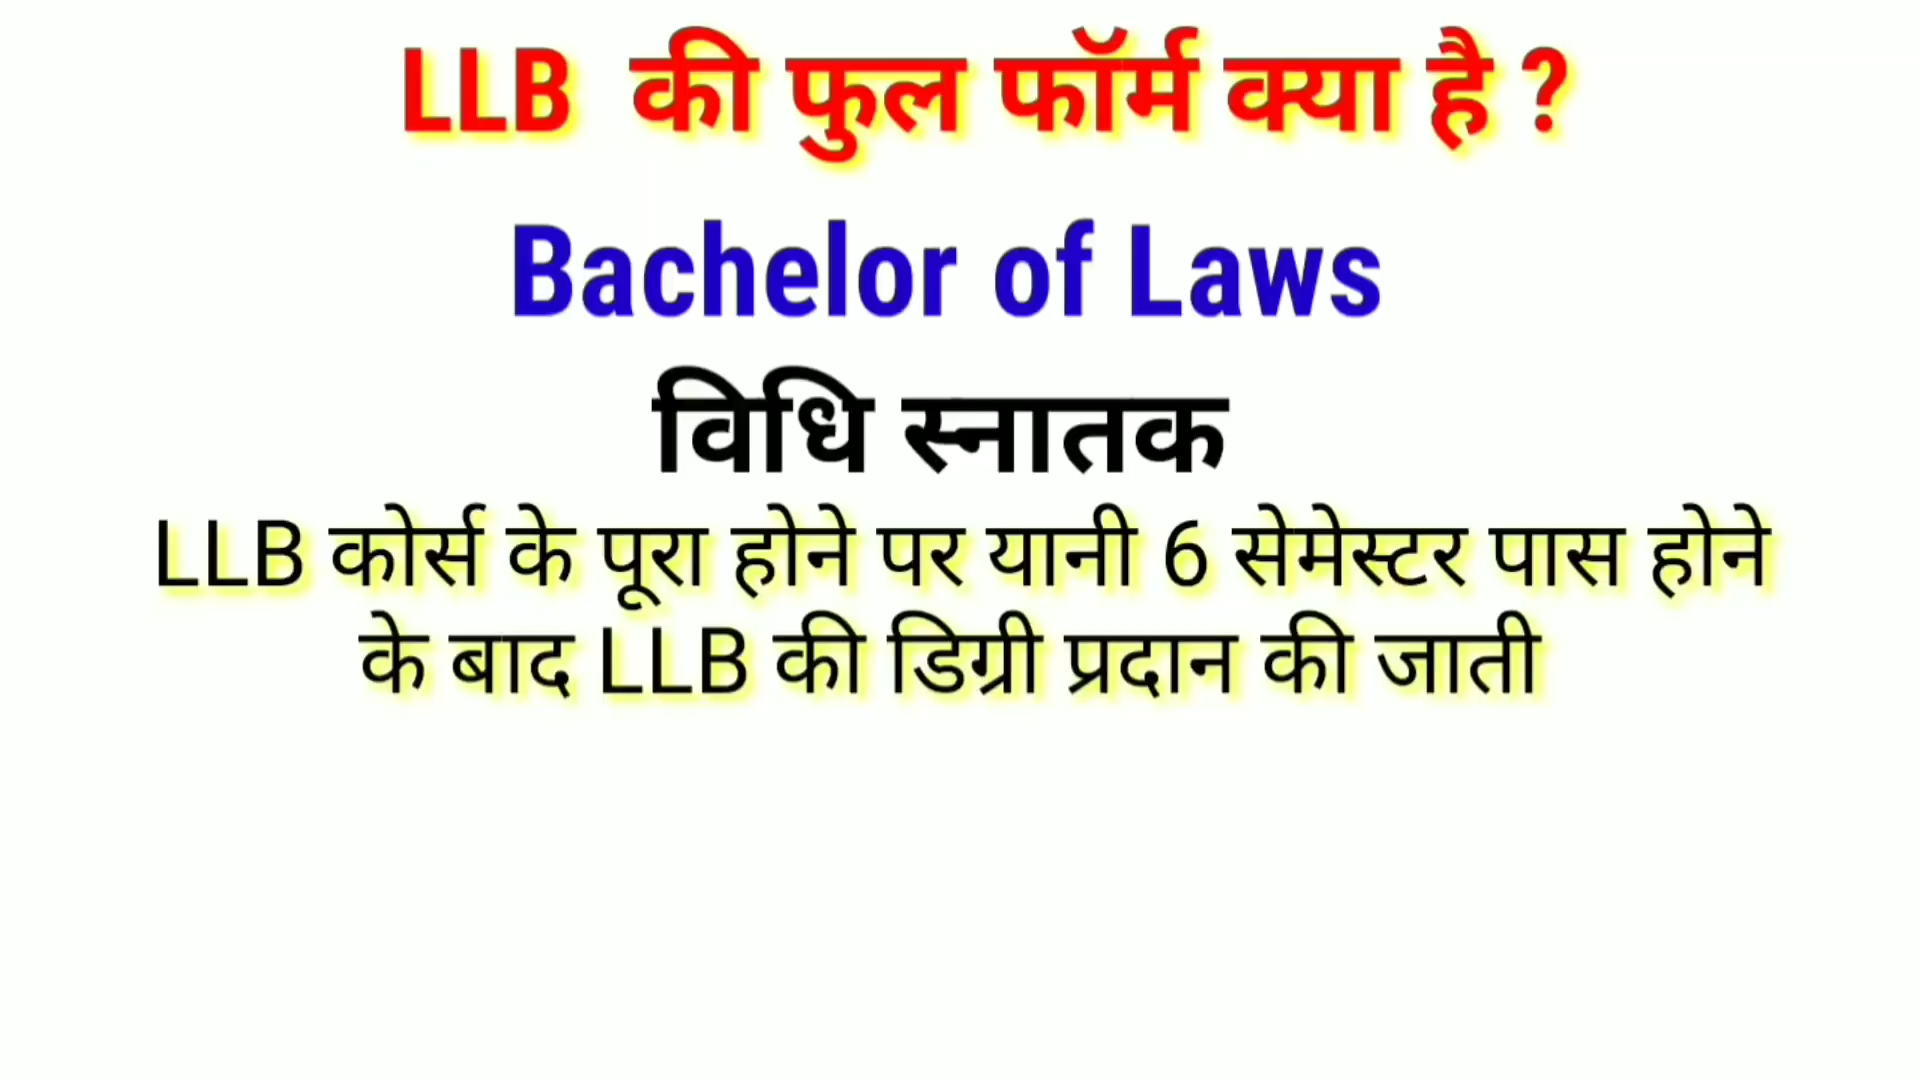 LLB की फुल फॉर्म क्या है ?
Bachelor of Laws
विधि स्नातक
LLB कोर्स के पूरा होने पर यानी 6 सेमेस्टर पास होने
के बाद LLB की डिग्री प्रदान की जाती